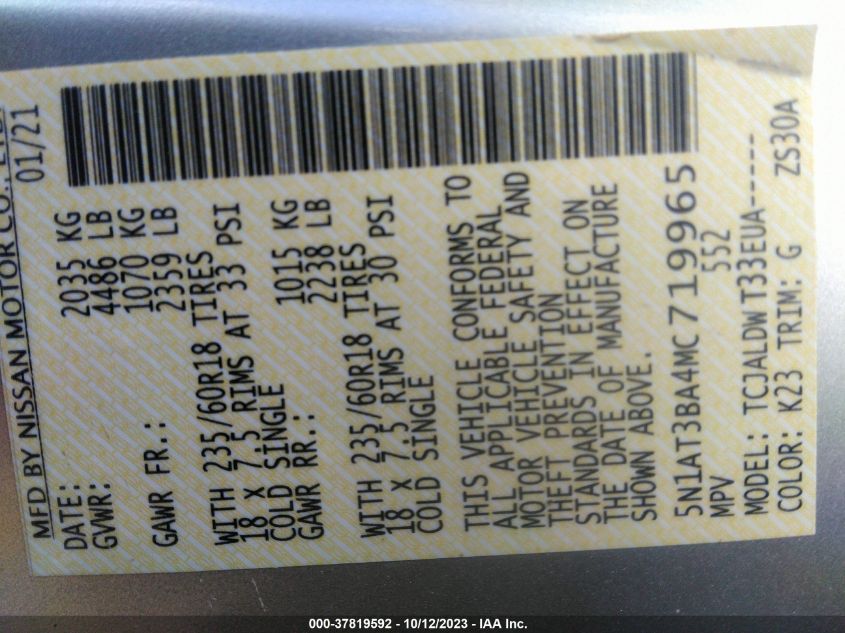 MFD BY NISSAN MOTOR CO., LTD.
DATE: 01/21
GVWR: 2035 KG
4486 LB
GAWR FR.: 1070 KG
2359 LB
WITH 235/60R18 TIRES
18 X 7.5 RIMS AT 33 PSI
COLD SINGLE
GAWR RR.: 1015 KG
2238 LB
WITH 235/60R18 TIRES
18 X 7.5 RIMS AT 30 PSI
COLD SINGLE
THIS VEHICLE CONFORMS TO
ALL APPLICABLE FEDERAL
MOTOR VEHICLE SAFETY AND
THEFT PREVENTION
STANDARDS IN EFFECT ON
THE DATE OF MANUFACTURE
SHOWN ABOVE.
5N1AT3BA4MC719965
MPV 552
MODEL: TCJALDWT33EUA-----
COLOR: K23 TRIM: G ZS30A
000-37819592 - 10/12/2023 - IAA Inc.